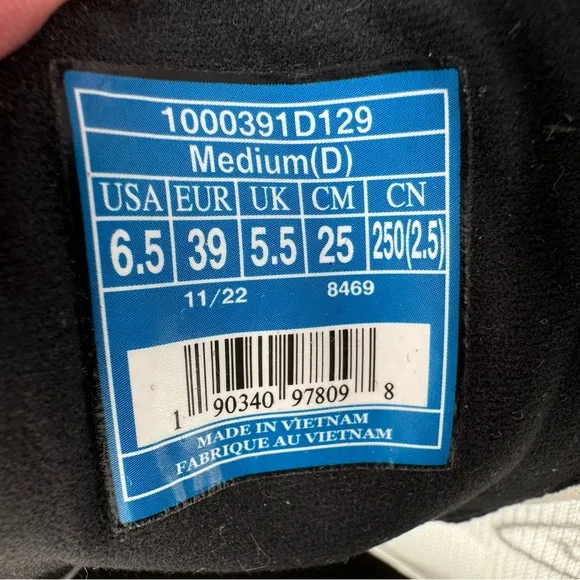 1000391D129
Medium(D)
USA EUR UK CM CN
6.5 39 5.5 25 250(2.5)
11/22 8469
1 90340 97809 8
MADE IN VIETNAM
FABRIQUE AU VIETNAM